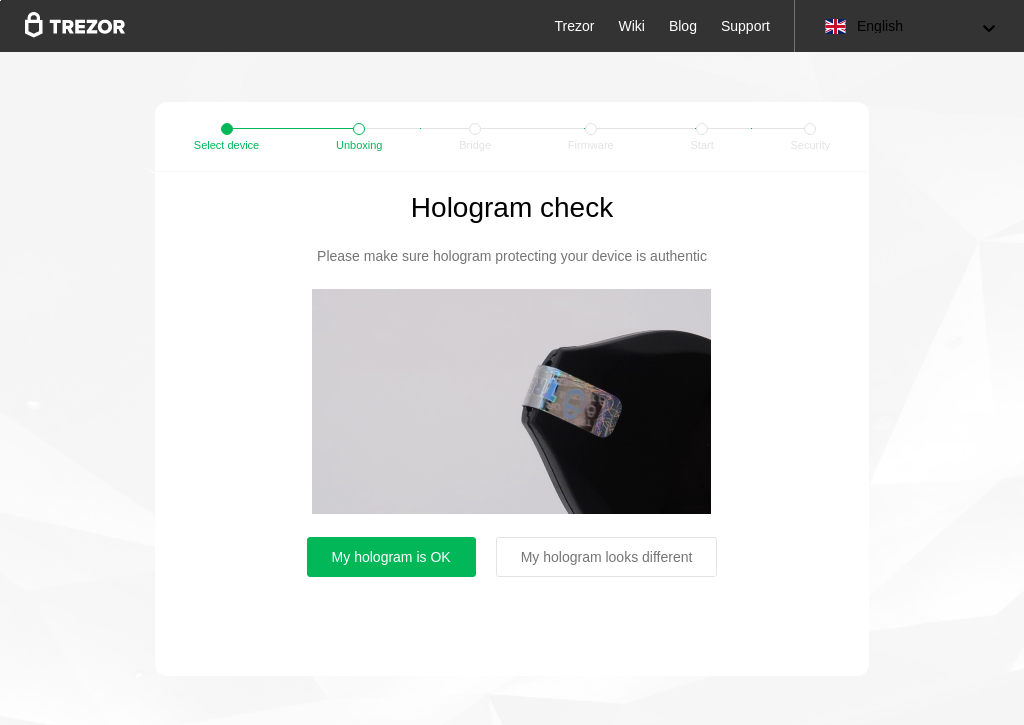 TREZOR
Trezor Wiki Blog Support English
Select device Unboxing Bridge Firmware Start Security
Hologram check
Please make sure hologram protecting your device is authentic
My hologram is OK My hologram looks different